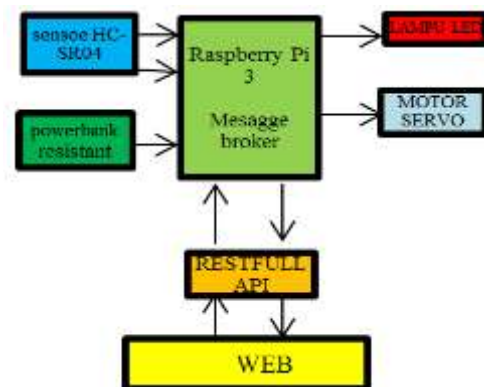 sensoe HC-
SR04
Raspberry Pi
3
Mesagge
broker
LAMPU LED
MOTOR
SERVO
powerbank
resistant
RESTFULL
API
WEB